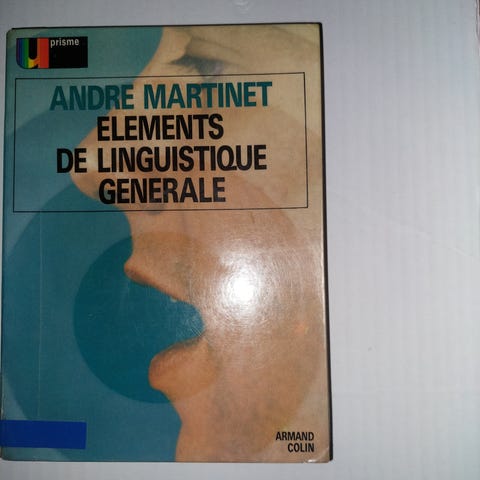 U prisme
ANDRE MARTINET
ELEMENTS
DE LINGUISTIQUE
GENERALE
ARMAND
COLIN